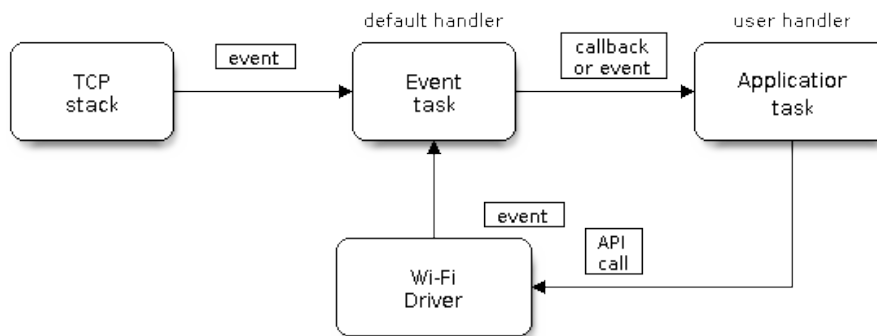 default handler
user handler
event
callback
or event
TCP
stack
Event
task
Applicatior
task
event
API
call
Wi-Fi
Driver